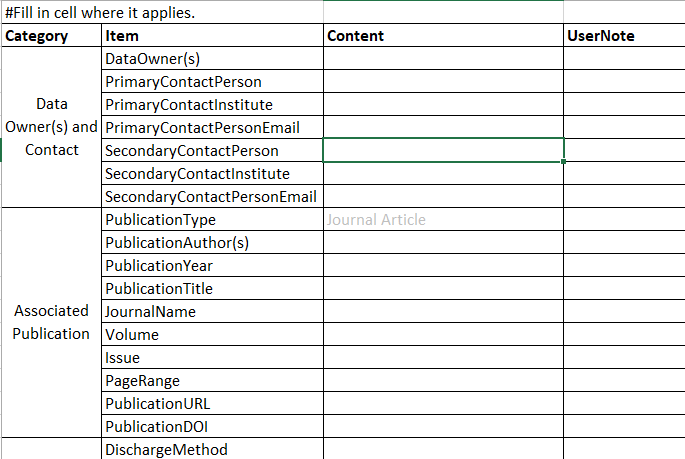 #Fill in cell where it applies.
Category Item Content UserNote
Data Owner(s) and Contact
DataOwner(s)
PrimaryContactPerson
PrimaryContactInstitute
PrimaryContactPersonEmail
SecondaryContactPerson
SecondaryContactInstitute
SecondaryContactPersonEmail
Associated Publication
PublicationType Journal Article
PublicationAuthor(s)
PublicationYear
PublicationTitle
JournalName
Volume
Issue
PageRange
PublicationURL
PublicationDOI
DischargeMethod